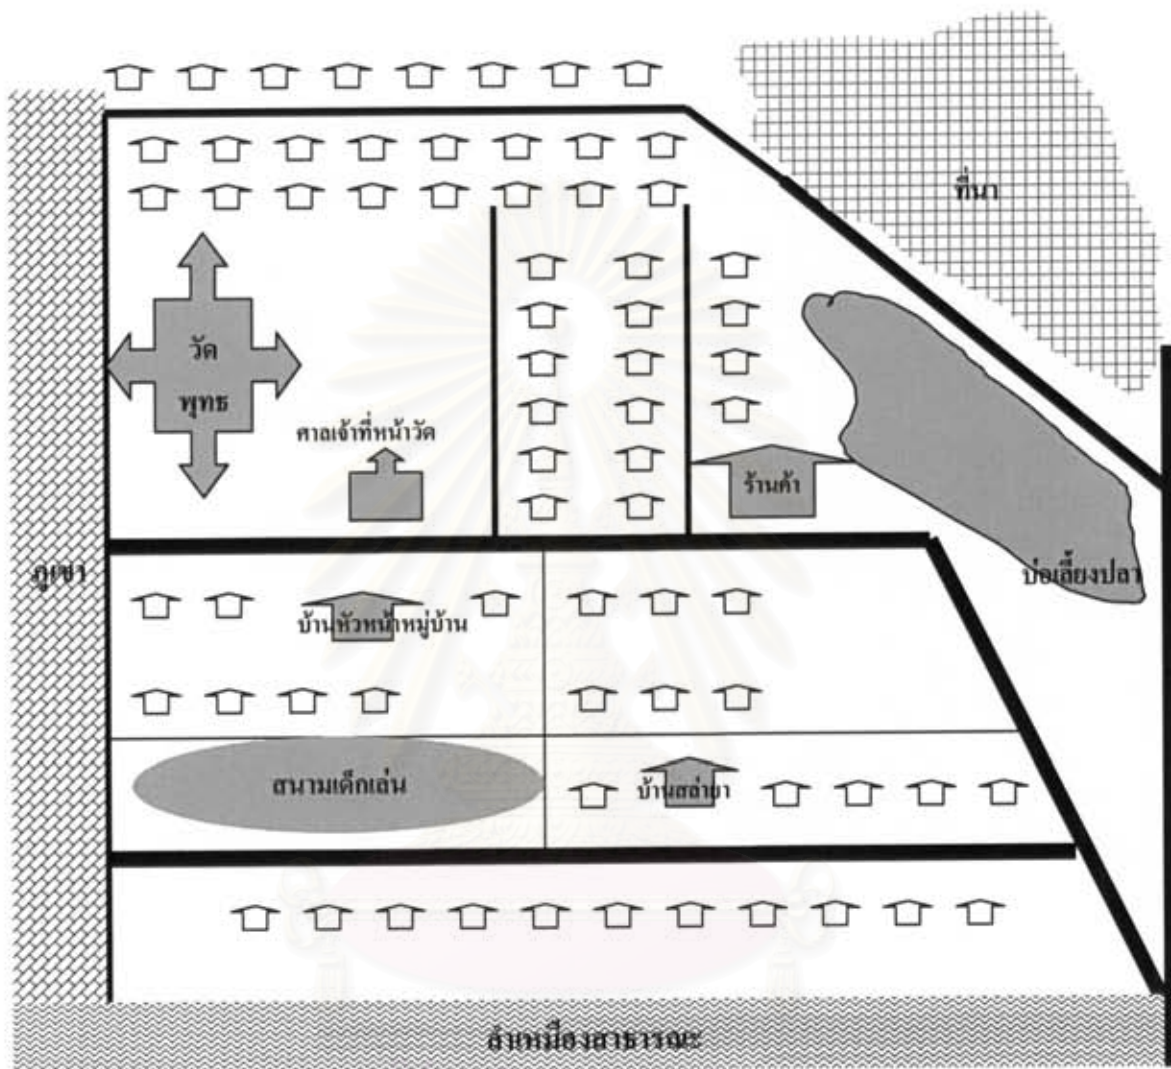 ที่นา
วัด
พุทธ
ศาลเจ้าที่หน้าวัด
ร้านค้า
ภูเขา
บ่อเลี้ยงปลา
บ้านหัวหน้าหมู่บ้าน
สนามเด็กเล่น
บ้านสล่ายา
ลำเหมืองสาธารณะ